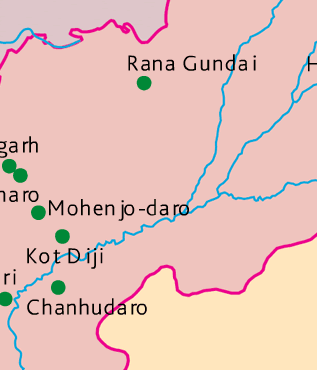 Rana Gundai
H
garh
naro
Mohenjo-daro
Kot Diji
ri
Chanhudaro